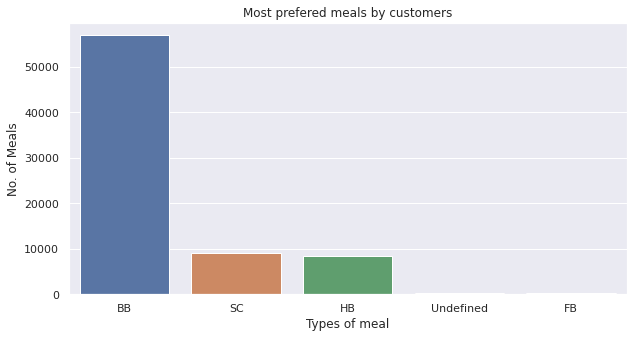 Most prefered meals by customers
No. of Meals
50000
40000
30000
20000
10000
0
BB SC HB Undefined FB
Types of meal